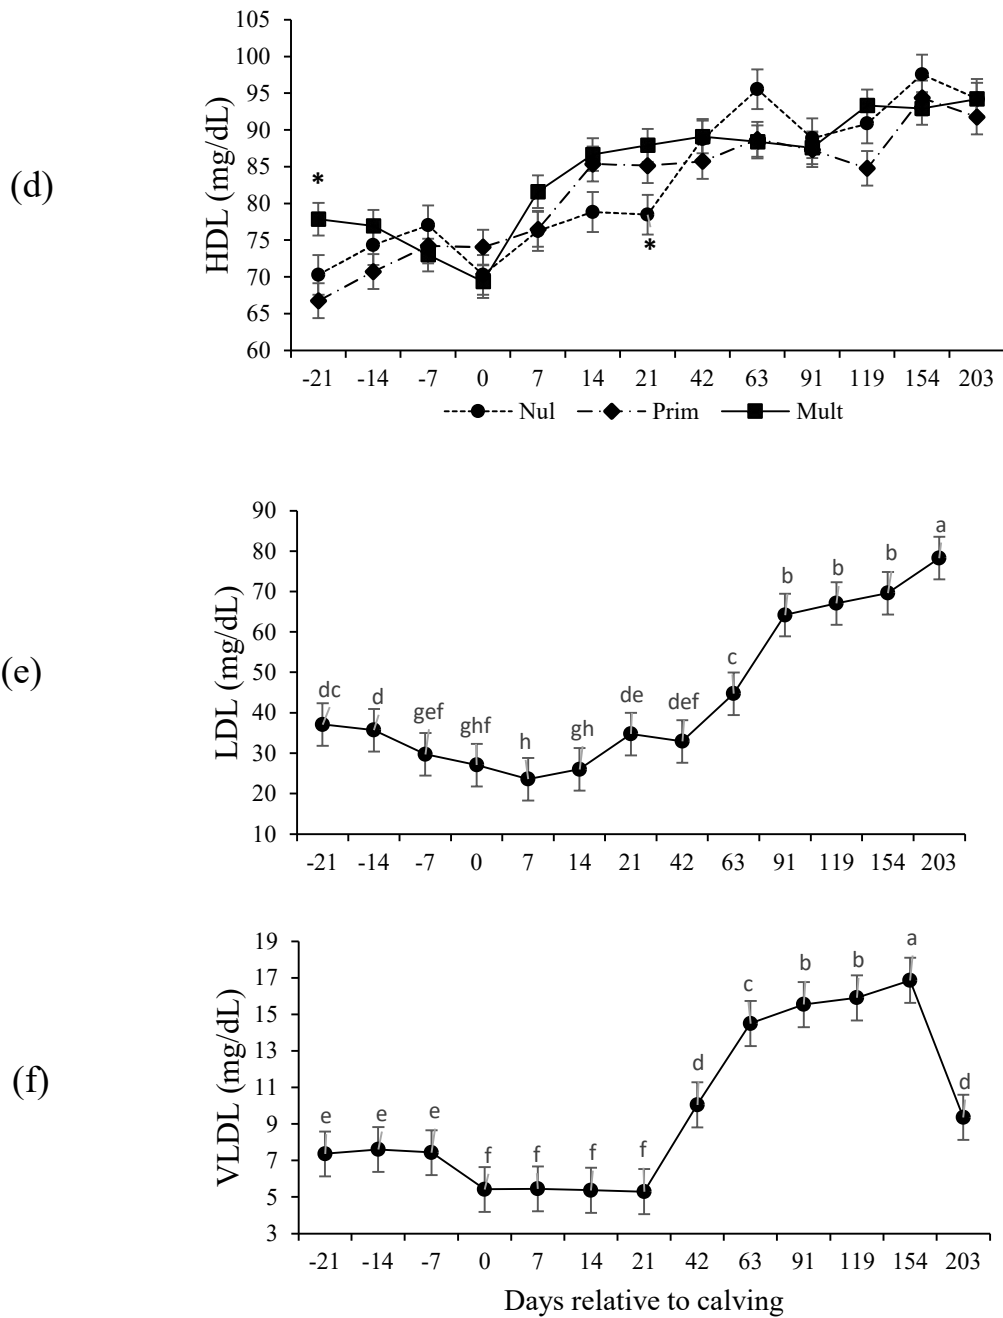 (d)
HDL (mg/dL)
105
100
95
90
85
80
75
70
65
60
*
*
-21 -14 -7 0 7 14 21 42 63 91 119 154 203
Nul Prim Mult
(e)
LDL (mg/dL)
90
80
70
60
50
40
30
20
10
dc d gef ghf h gh de def c b b b a
-21 -14 -7 0 7 14 21 42 63 91 119 154 203
(f)
VLDL (mg/dL)
19
17
15
13
11
9
7
5
3
e e e f f f f d c b b a d
-21 -14 -7 0 7 14 21 42 63 91 119 154 203
Days relative to calving